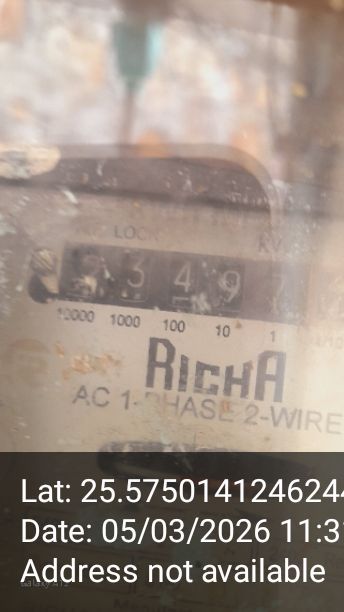 LOCK
3 4 9 7
10000 1000 100 10 1
RICHA
AC 1-PHASE 2-WIRE
Lat: 25.575014124624
Date: 05/03/2026 11:3
Address not available